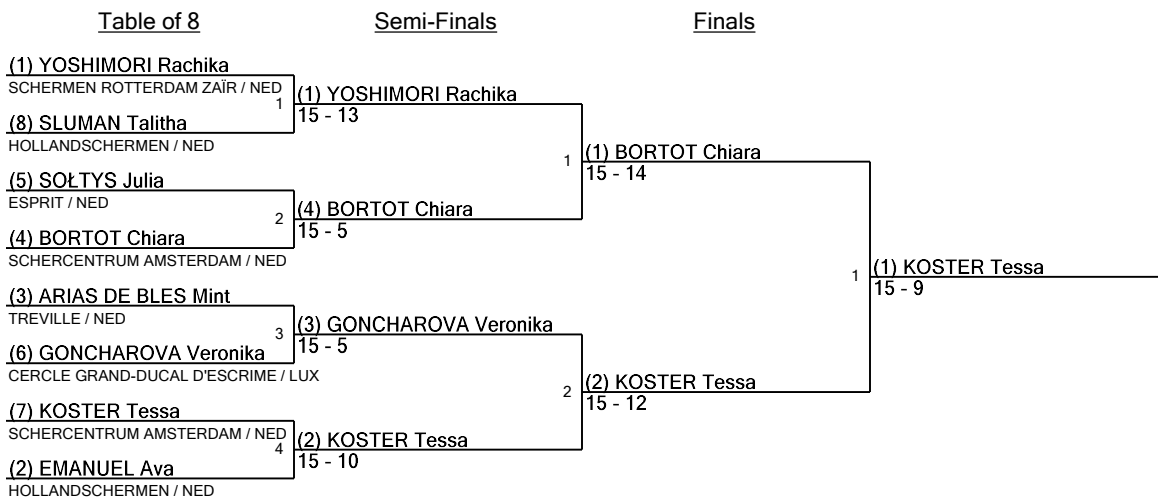 Table of 8
Semi-Finals
Finals
(1) YOSHIMORI Rachika
SCHERMEN ROTTERDAM ZAÏR / NED
1
(8) SLUMAN Talitha
HOLLANDSCHERMEN / NED
(5) SOŁTYS Julia
ESPRIT / NED
2
(4) BORTOT Chiara
SCHERCENTRUM AMSTERDAM / NED
(3) ARIAS DE BLES Mint
TREVILLE / NED
3
(6) GONCHAROVA Veronika
CERCLE GRAND-DUCAL D'ESCRIME / LUX
(7) KOSTER Tessa
SCHERCENTRUM AMSTERDAM / NED
4
(2) EMANUEL Ava
HOLLANDSCHERMEN / NED
(1) YOSHIMORI Rachika
15 - 13
1
(4) BORTOT Chiara
15 - 5
(3) GONCHAROVA Veronika
15 - 5
2
(2) KOSTER Tessa
15 - 10
(1) BORTOT Chiara
15 - 14
1
(2) KOSTER Tessa
15 - 12
(1) KOSTER Tessa
15 - 9